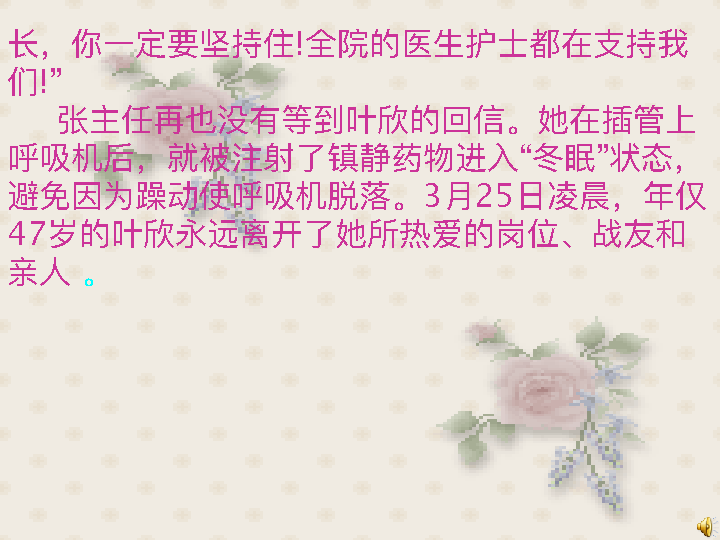 长，你一定要坚持住!全院的医生护士都在支持我
们!”
张主任再也没有等到叶欣的回信。她在插管上
呼吸机后，就被注射了镇静药物进入“冬眠”状态，
避免因为躁动使呼吸机脱落。3月25日凌晨，年仅
47岁的叶欣永远离开了她所热爱的岗位、战友和
亲人 。